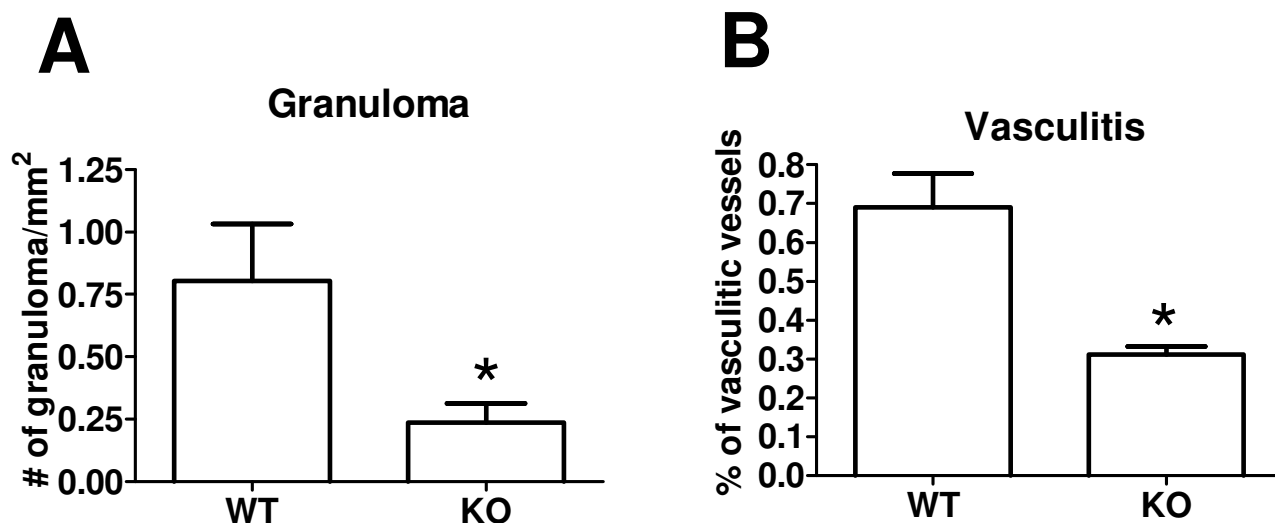 A
Granuloma
# of granuloma/mm²
1.25
1.00
0.75
0.50
0.25
0.00
*
WT
KO
B
Vasculitis
% of vasculitic vessels
0.8
0.7
0.6
0.5
0.4
0.3
0.2
0.1
0.0
*
WT
KO